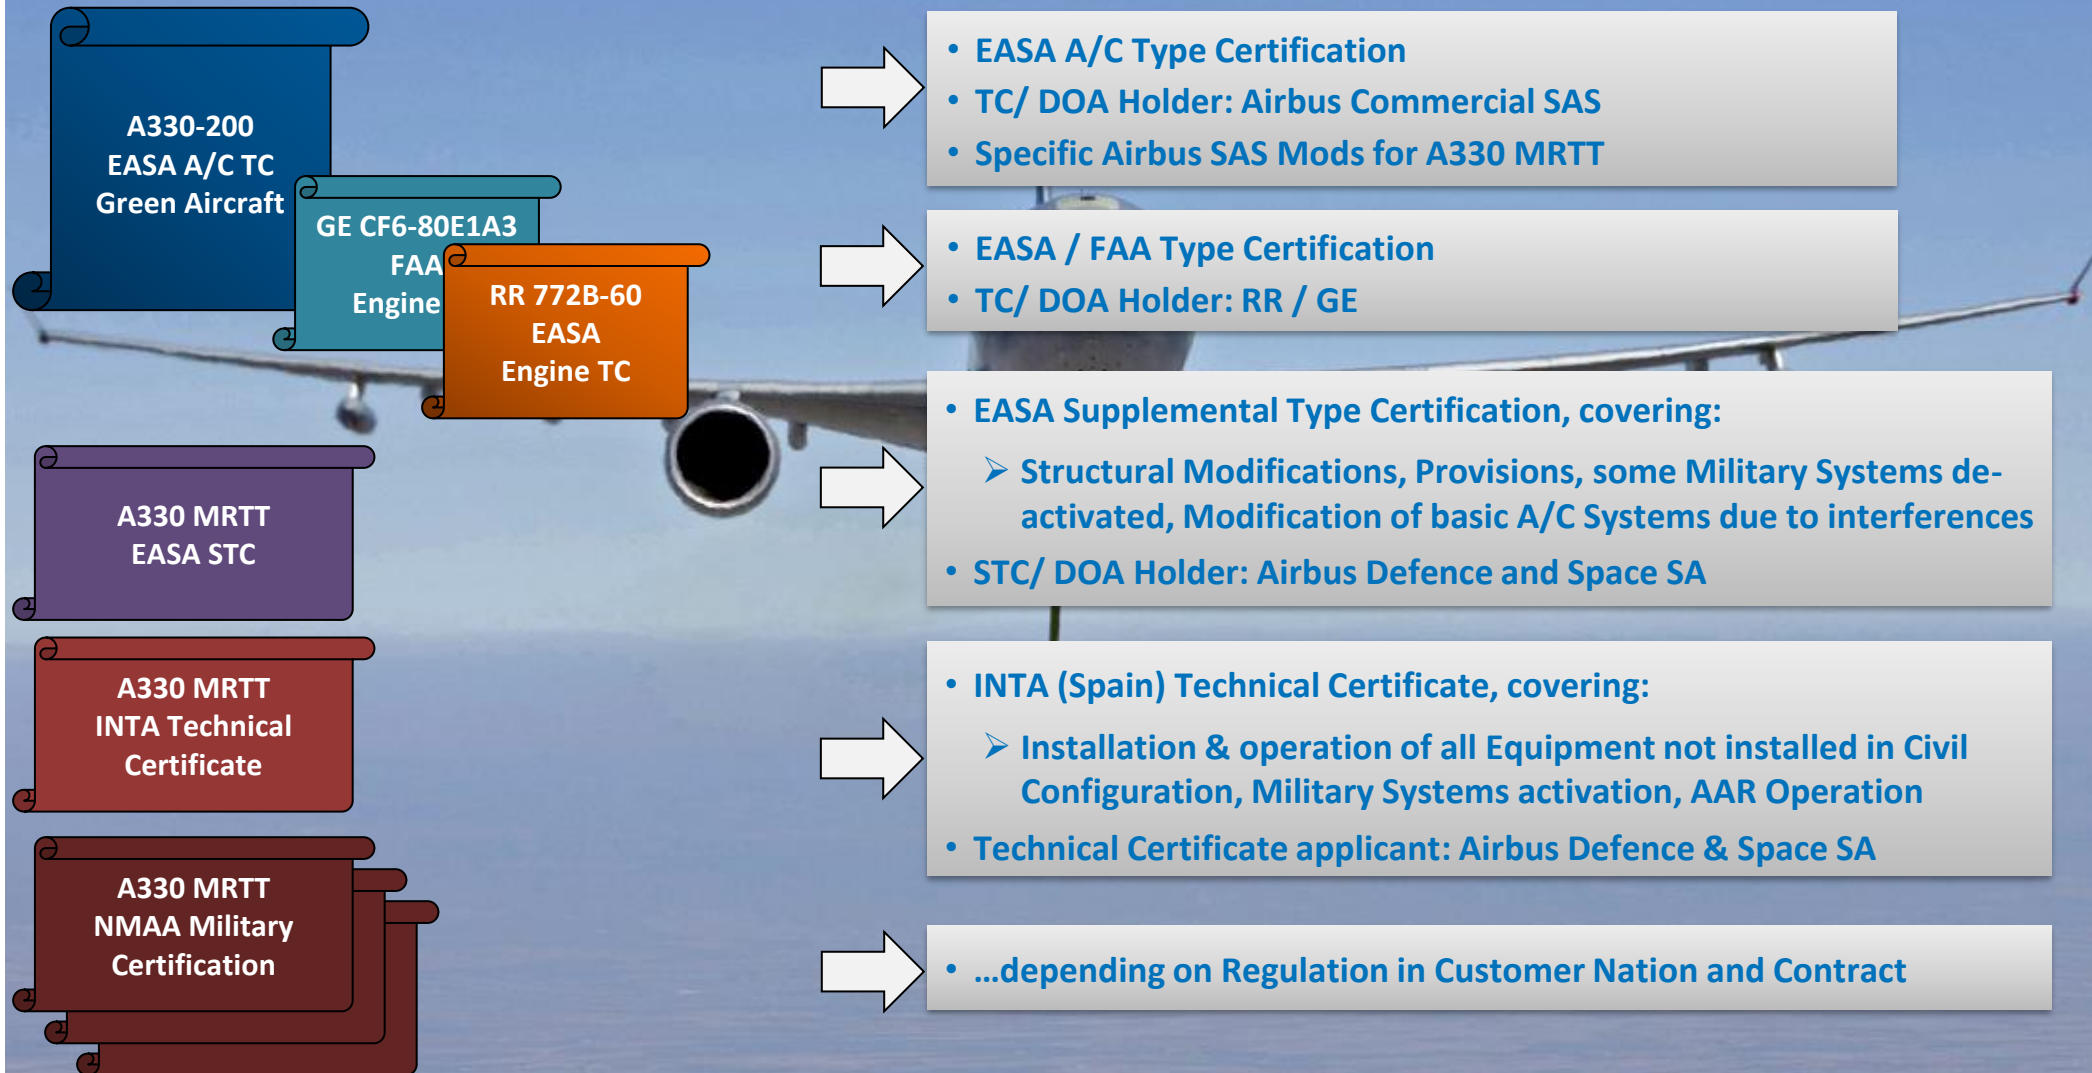 A330-200
EASA A/C TC
Green Aircraft
GE CF6-80E1A3
FAA
Engine
RR 772B-60
EASA
Engine TC
• EASA A/C Type Certification
• TC/ DOA Holder: Airbus Commercial SAS
• Specific Airbus SAS Mods for A330 MRTT
• EASA / FAA Type Certification
• TC/ DOA Holder: RR / GE
A330 MRTT
EASA STC
• EASA Supplemental Type Certification, covering:
➢ Structural Modifications, Provisions, some Military Systems de-
activated, Modification of basic A/C Systems due to interferences
• STC/ DOA Holder: Airbus Defence and Space SA
A330 MRTT
INTA Technical
Certificate
• INTA (Spain) Technical Certificate, covering:
➢ Installation & operation of all Equipment not installed in Civil
Configuration, Military Systems activation, AAR Operation
• Technical Certificate applicant: Airbus Defence & Space SA
A330 MRTT
NMAA Military
Certification
• …depending on Regulation in Customer Nation and Contract